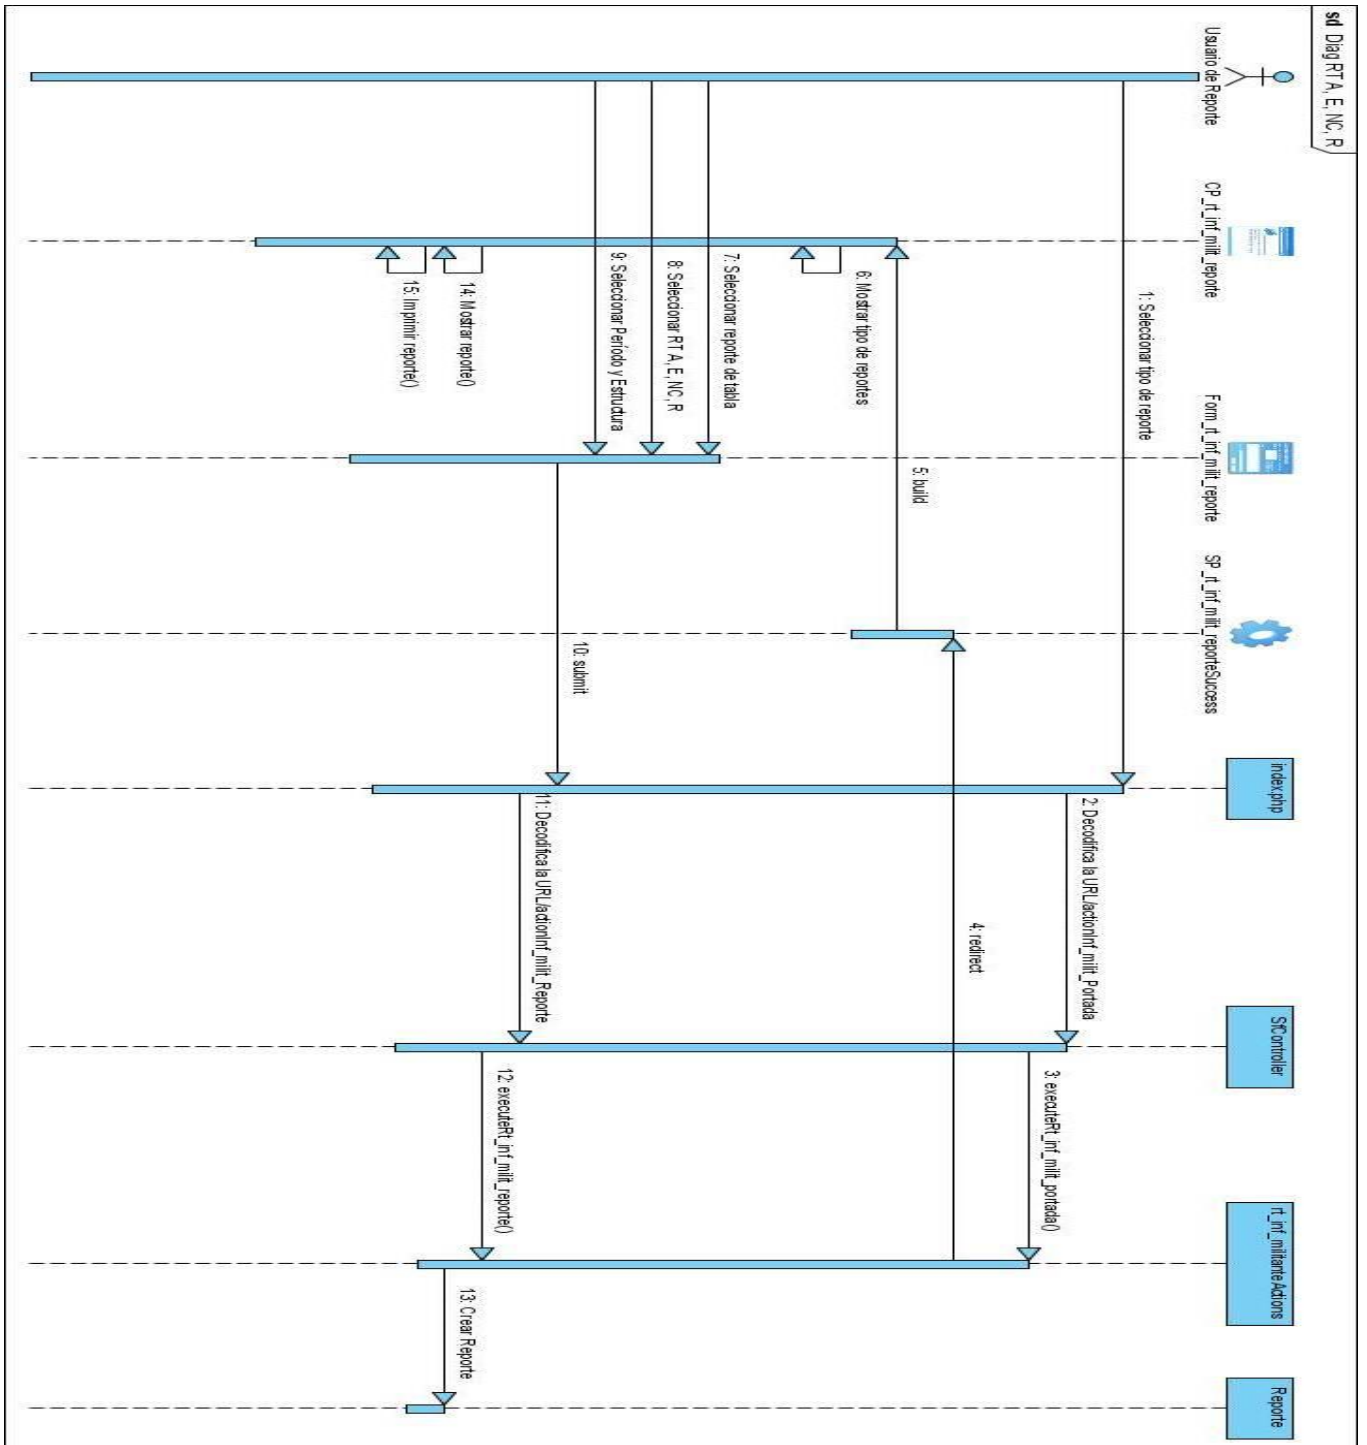 sd Diag RT A, E, NC, R
Usuario de Reporte
CP_rt_inf_milit_reporte
Form_rt_inf_milit_reporte
SP_rt_inf_milit_reporteSuccess
index.php
SfController
rt_inf_militanteActions
Reporte
1: Seleccionar tipo de reporte
2: Decodifica la URL/actionInf_milit_Portada
3: executeRt_inf_milit_portada()
4: redirect
5: build
6: Mostrar tipo de reportes
7: Seleccionar reporte de tabla
8: Seleccionar RT A, E, NC, R
9: Seleccionar Período y Estructura
10: submit
11: Decodifica la URL/actionInf_milit_Reporte
12: executeRt_inf_milit_reporte()
13: Crear Reporte
14: Mostrar reporte()
15: Imprimir reporte()